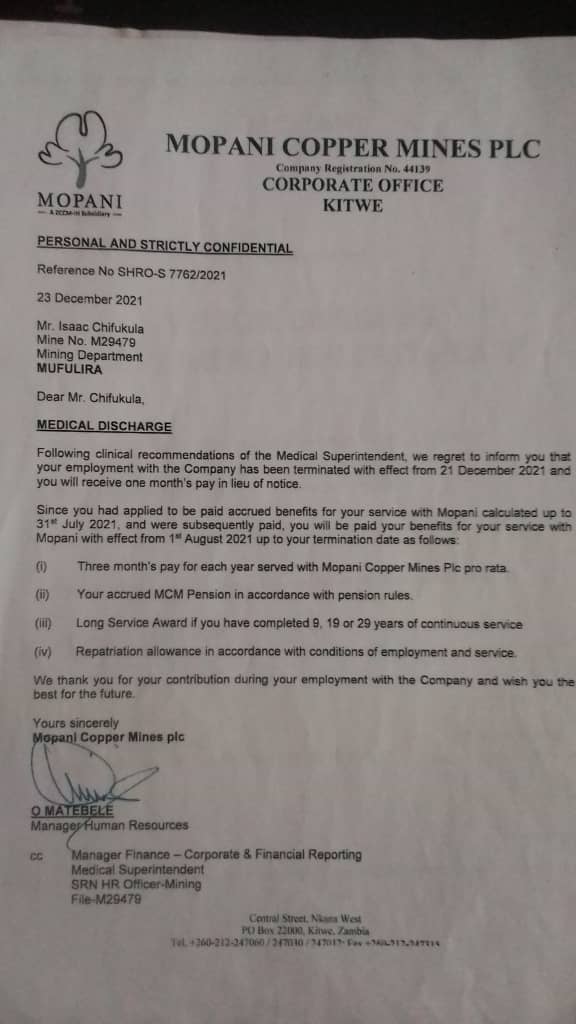 MOPANI COPPER MINES PLC
Company Registration No. 44139
CORPORATE OFFICE
KITWE
MOPANI
A ZCCM-IH Subsidiary
PERSONAL AND STRICTLY CONFIDENTIAL
Reference No SHRO-S 7762/2021
23 December 2021
Mr. Isaac Chifukula
Mine No. M29479
Mining Department
MUFULIRA
Dear Mr. Chifukula,
MEDICAL DISCHARGE
Following clinical recommendations of the Medical Superintendent, we regret to inform you that
your employment with the Company has been terminated with effect from 21 December 2021 and
you will receive one month's pay in lieu of notice.
Since you had applied to be paid accrued benefits for your service with Mopani calculated up to
31st July 2021, and were subsequently paid, you will be paid your benefits for your service with
Mopani with effect from 1st August 2021 up to your termination date as follows:
(i) Three month's pay for each year served with Mopani Copper Mines Plc pro rata.
(ii) Your accrued MCM Pension in accordance with pension rules.
(iii) Long Service Award if you have completed 9, 19 or 29 years of continuous service
(iv) Repatriation allowance in accordance with conditions of employment and service.
We thank you for your contribution during your employment with the Company and wish you the
best for the future.
Yours sincerely
Mopani Copper Mines plc
O MATEBELE
Manager Human Resources
cc Manager Finance – Corporate & Financial Reporting
Medical Superintendent
SRN HR Officer-Mining
File-M29479
Central Street, Nkana West
PO Box 22000, Kitwe, Zambia
Tel. +260-212-247060 / 247030 / 247012: Fax